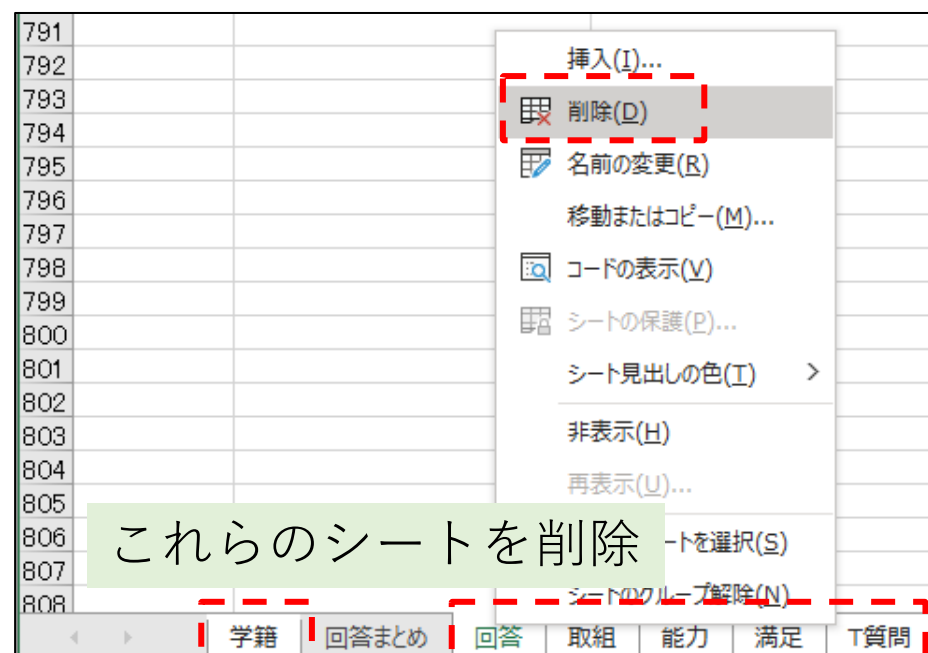 791
792
793
794
795
796
797
798
799
800
801
802
803
804
805
806
807
808
挿入(I)...
削除(D)
名前の変更(R)
移動またはコピー(M)...
コードの表示(V)
シートの保護(P)...
シート見出しの色(T)
非表示(H)
再表示(U)...
ートを選択(S)
シートのグループ解除(N)
これらのシートを削除
学籍 回答まとめ 回答 取組 能力 満足 T質問